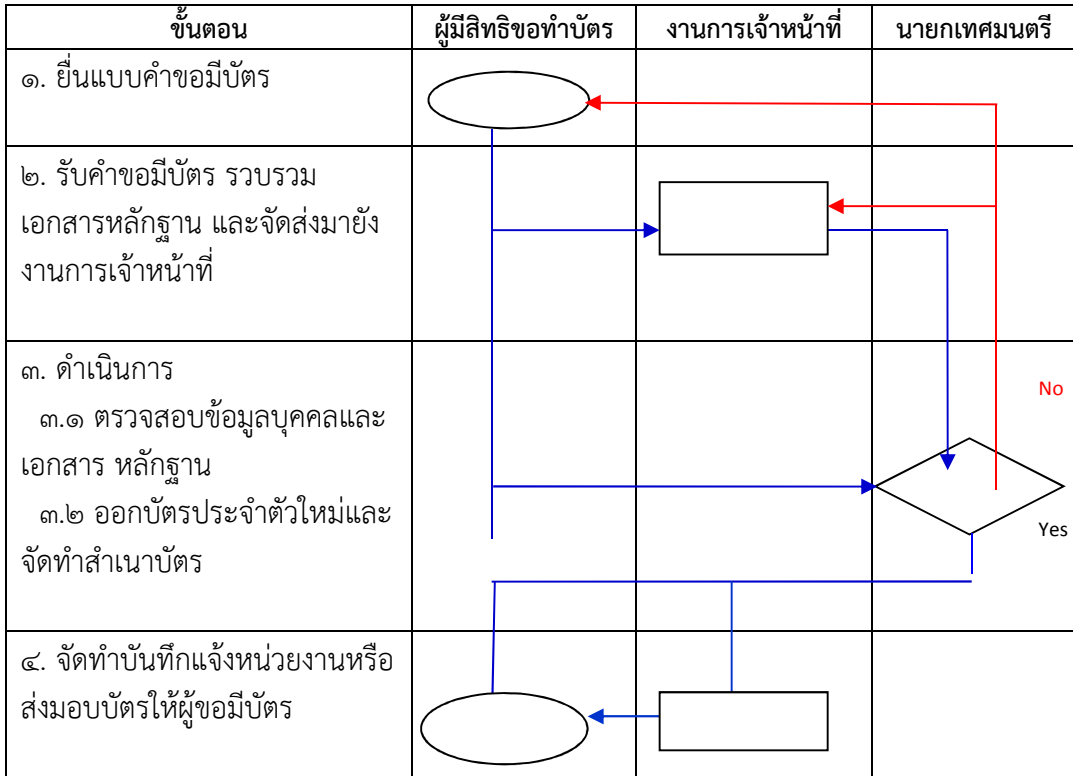 ขั้นตอน ผู้มีสิทธิขอทำบัตร งานการเจ้าหน้าที่ นายกเทศมนตรี
๑. ยื่นแบบคำขอมีบัตร
๒. รับคำขอมีบัตร รวบรวม
เอกสารหลักฐาน และจัดส่งมายัง
งานการเจ้าหน้าที่
๓. ดำเนินการ
๓.๑ ตรวจสอบข้อมูลบุคคลและ
เอกสาร หลักฐาน
๓.๒ ออกบัตรประจำตัวใหม่และ
จัดทำสำเนาบัตร
No
Yes
๔. จัดทำบันทึกแจ้งหน่วยงานหรือ
ส่งมอบบัตรให้ผู้ขอมีบัตร